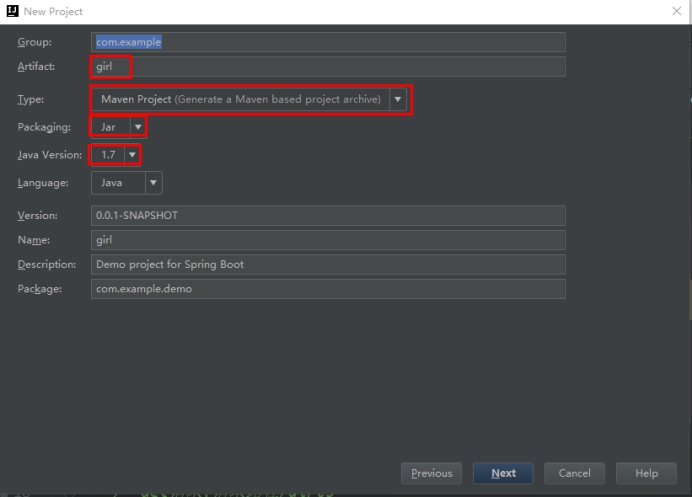 New Project
Group: com.example
Artifact: girl
Type: Maven Project (Generate a Maven based project archive)
Packaging: Jar
Java Version: 1.7
Language: Java
Version: 0.0.1-SNAPSHOT
Name: girl
Description: Demo project for Spring Boot
Package: com.example.demo
Previous Next Cancel Help